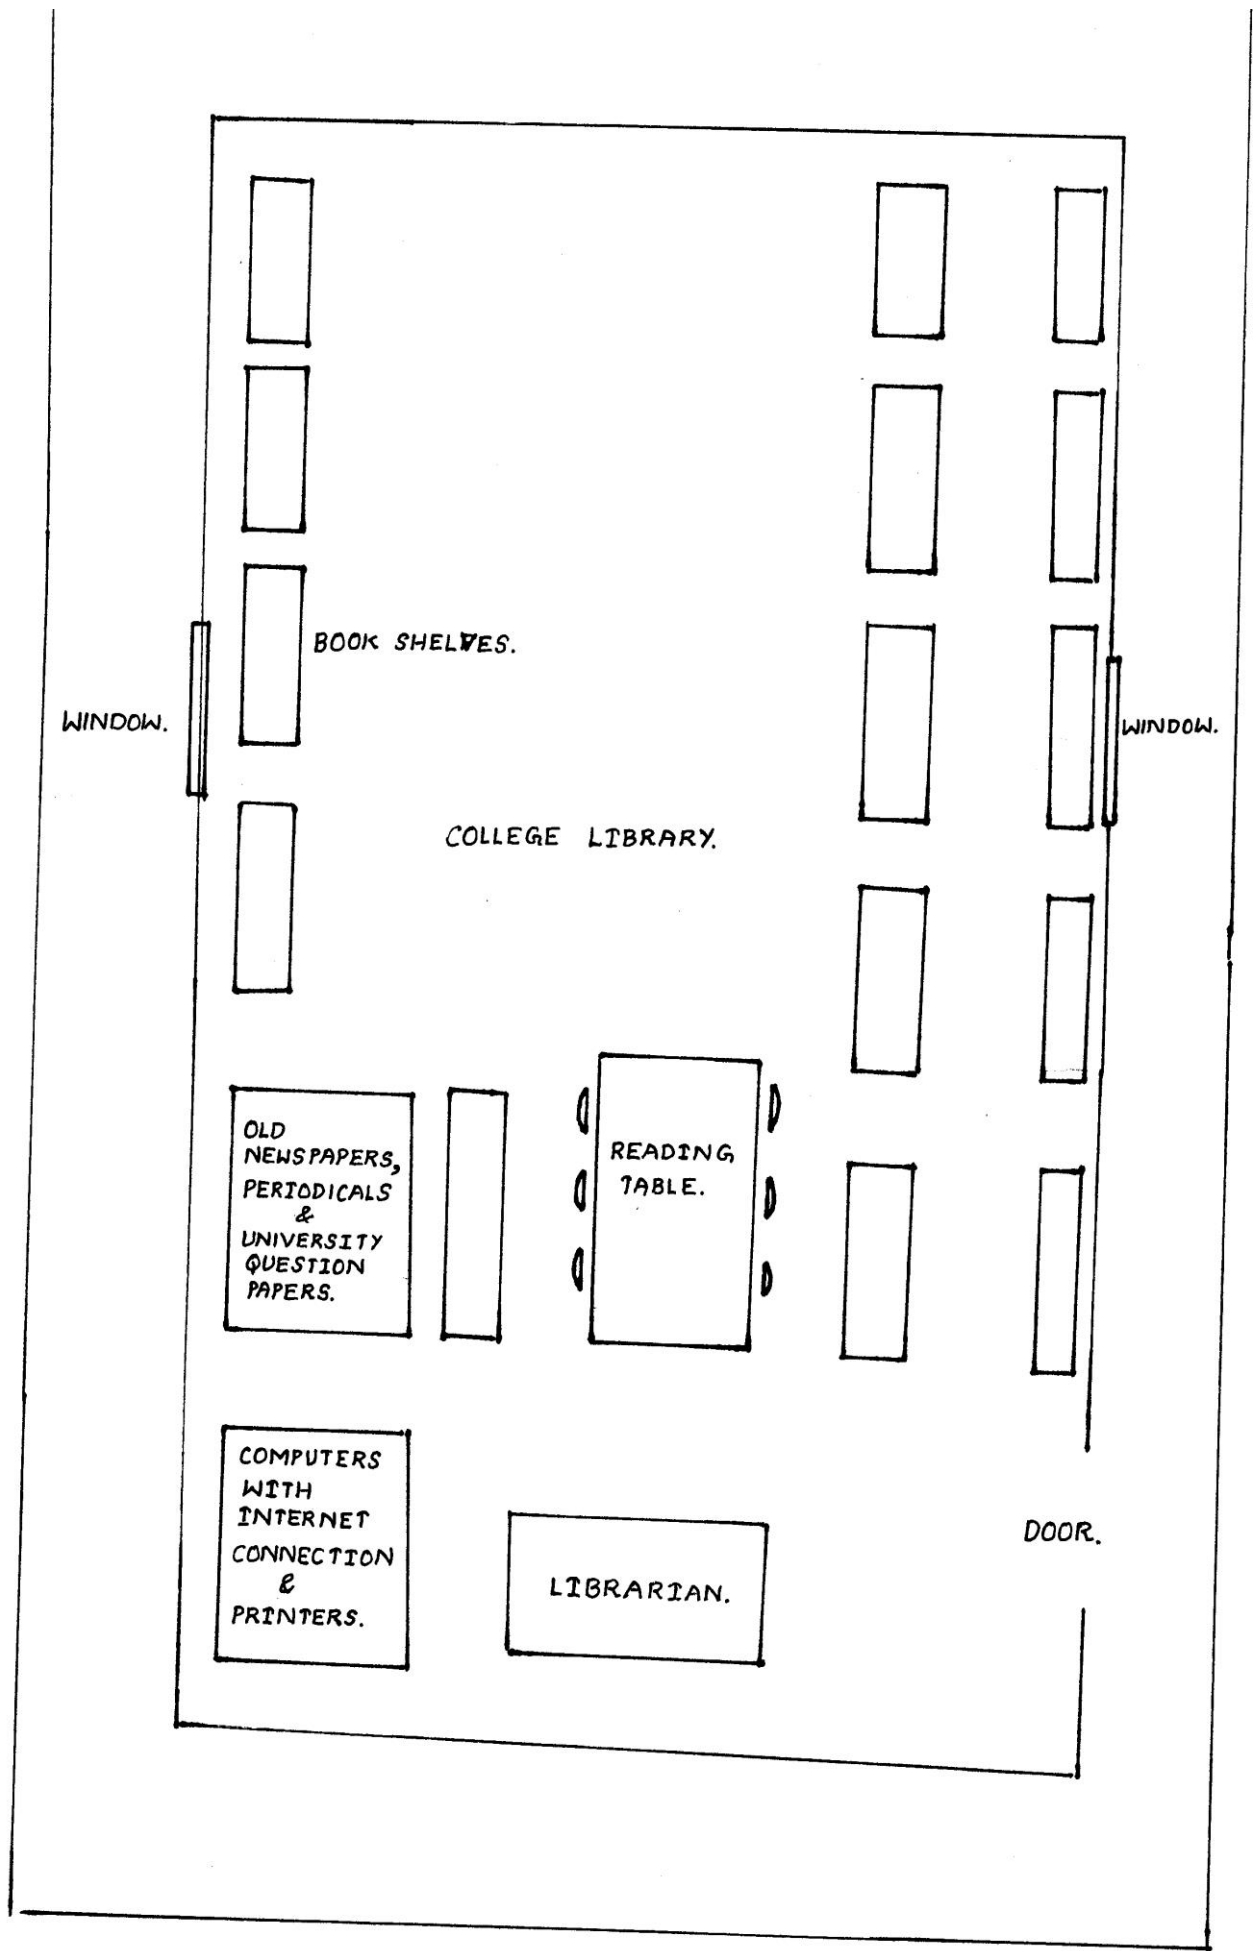 BOOK SHELVES.
WINDOW.
WINDOW.
COLLEGE LIBRARY.
OLD
NEWSPAPERS,
PERIODICALS
&
UNIVERSITY
QUESTION
PAPERS.
READING
TABLE.
COMPUTERS
WITH
INTERNET
CONNECTION
&
PRINTERS.
LIBRARIAN.
DOOR.